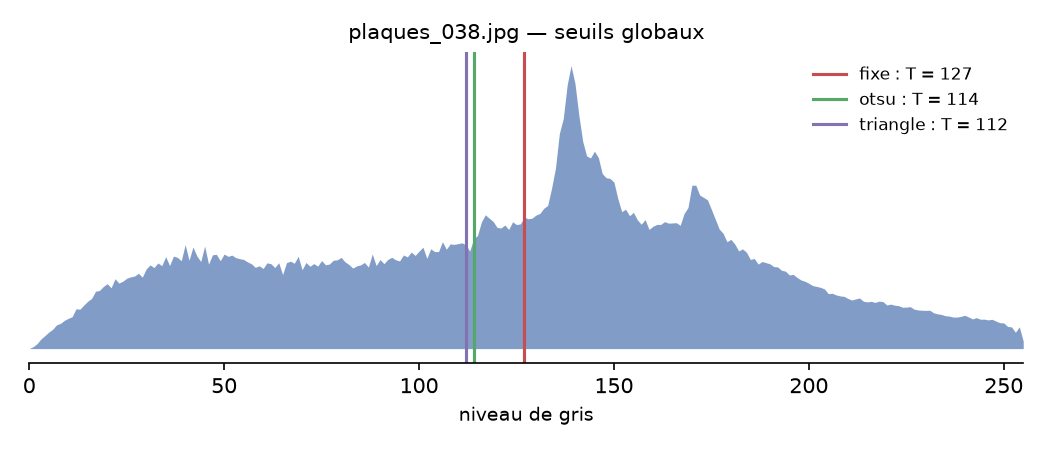 plaques_038.jpg — seuils globaux
fixe : T = 127
otsu : T = 114
triangle : T = 112
0 50 100 150 200 250
niveau de gris